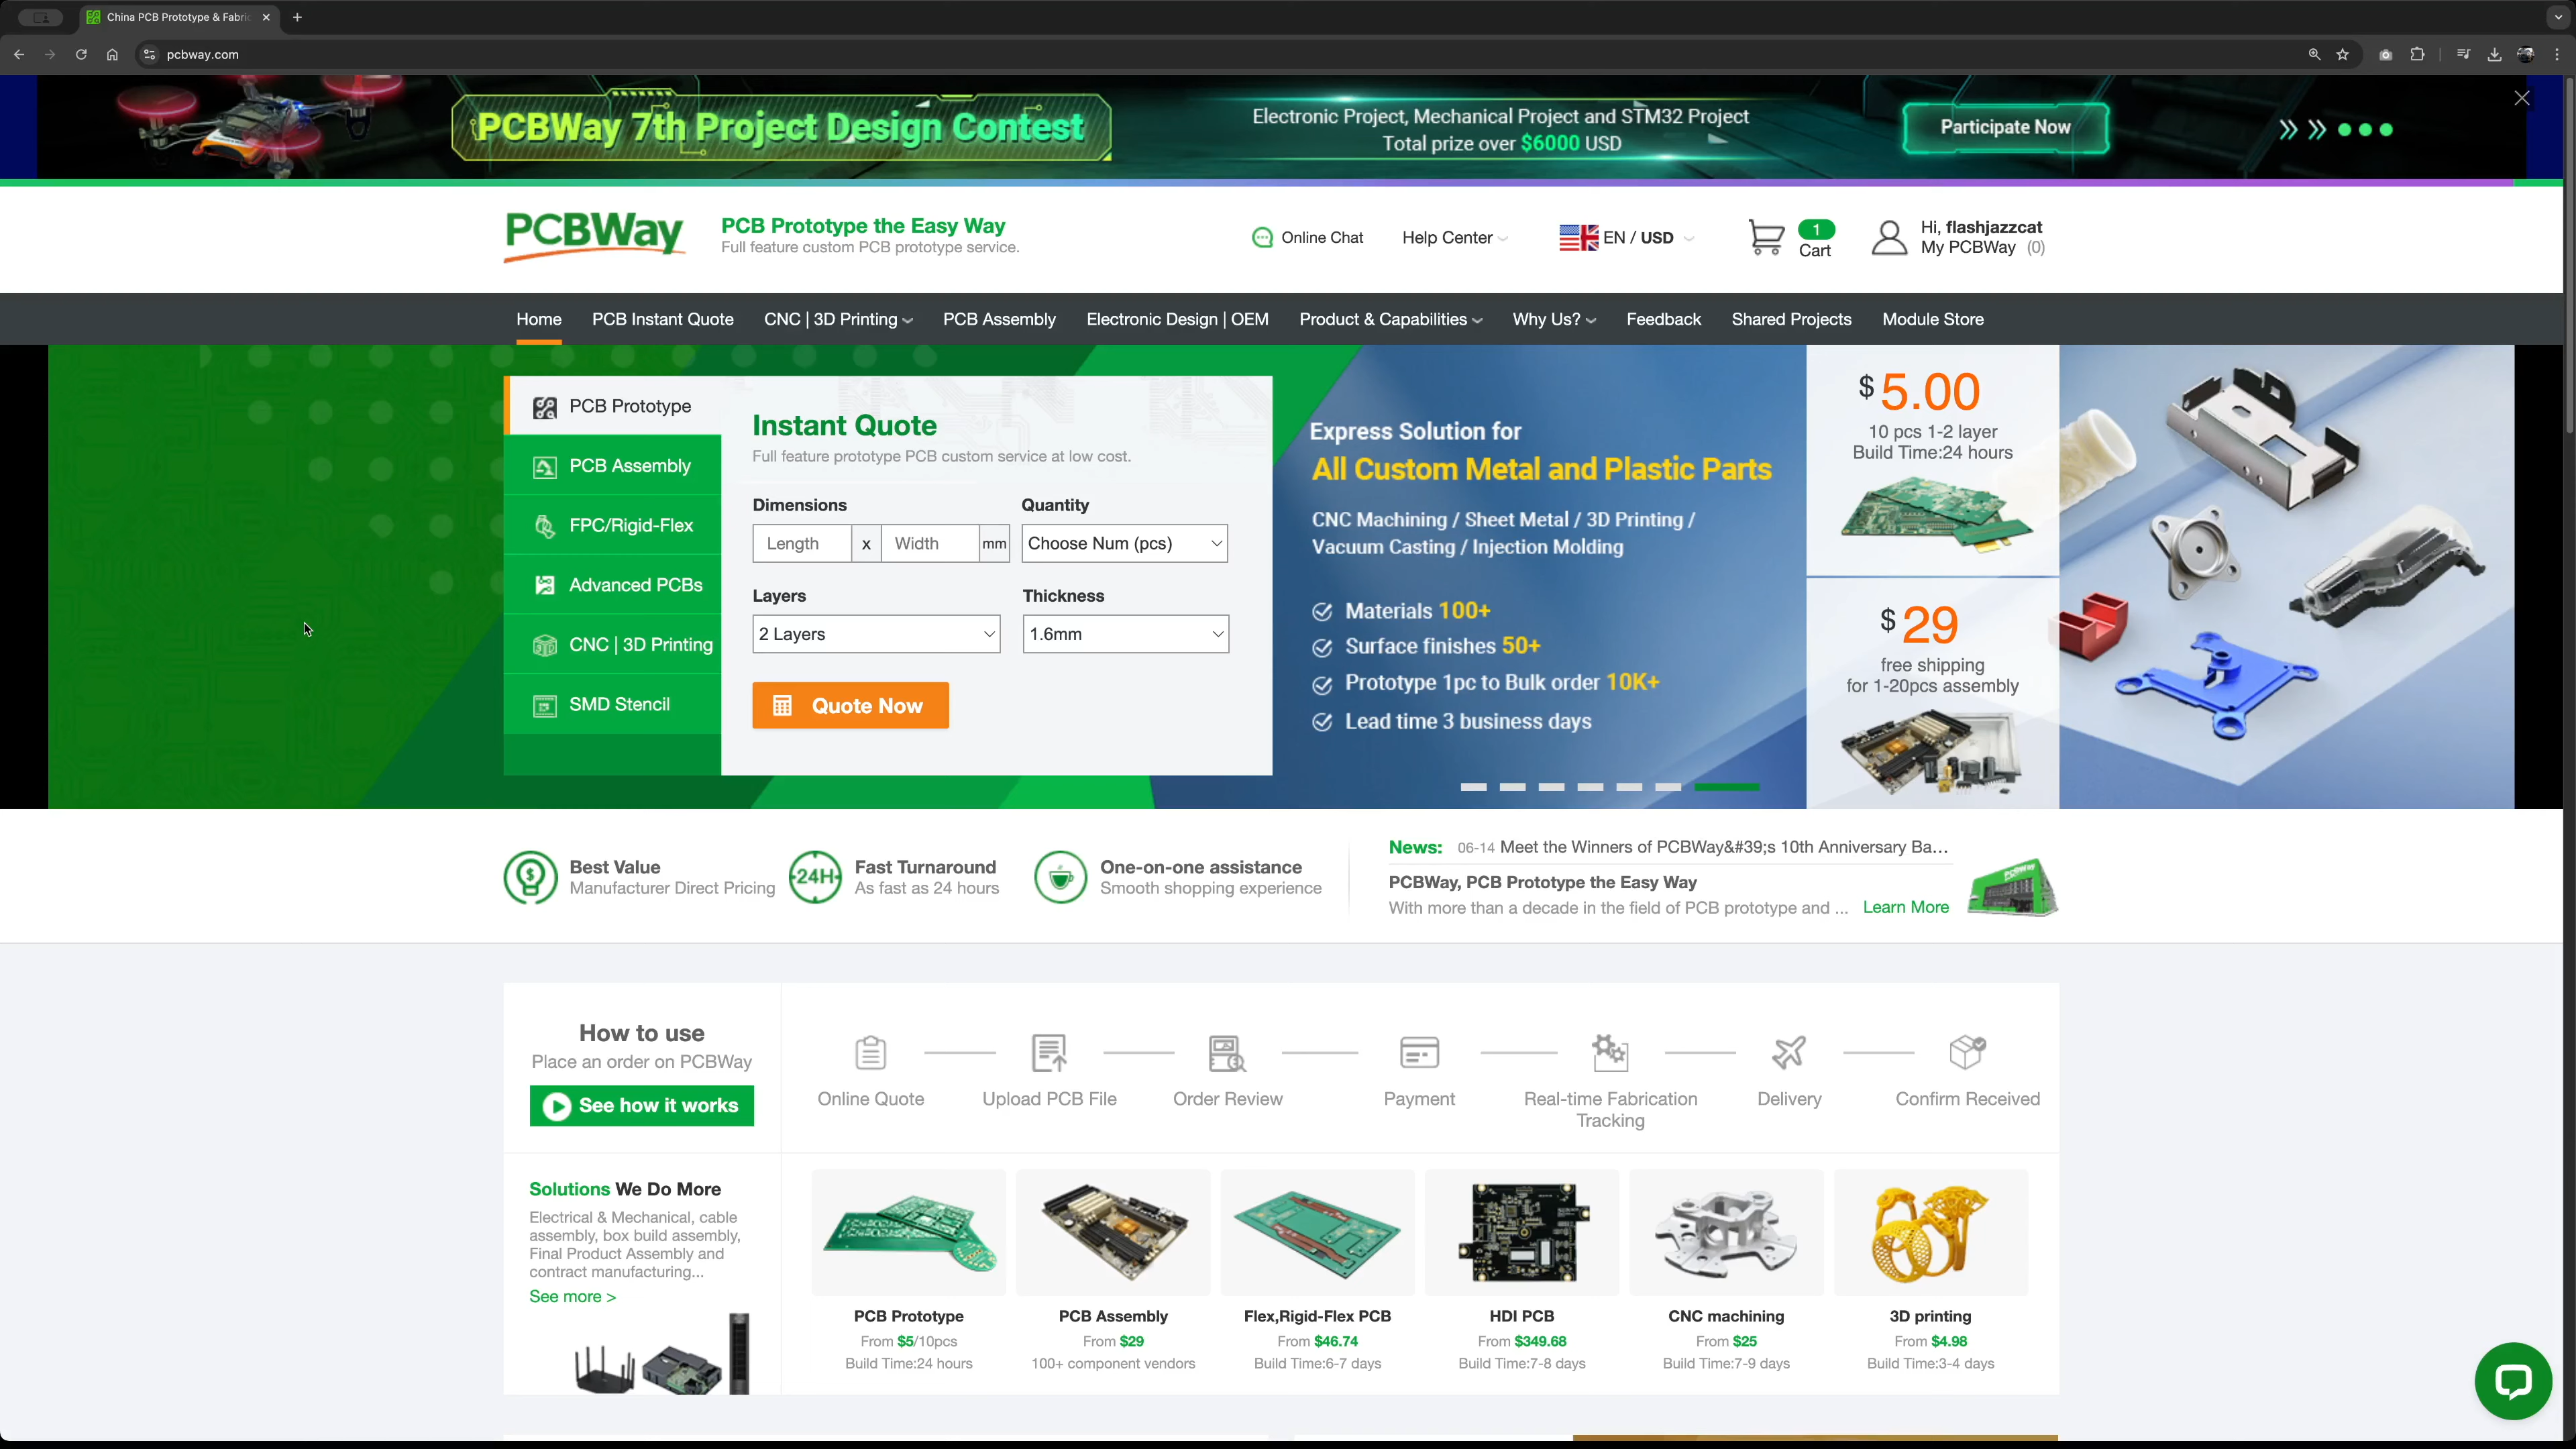 China PCB Prototype & Fabric
pcbway.com
PCBWay 7th Project Design Contest
Electronic Project, Mechanical Project and STM32 Project
Total prize over $6000 USD
Participate Now
PCBWay
PCB Prototype the Easy Way
Full feature custom PCB prototype service.
Online Chat
Help Center
EN / USD
1
Cart
Hi, flashjazzcat
My PCBWay (0)
Home
PCB Instant Quote
CNC | 3D Printing
PCB Assembly
Electronic Design | OEM
Product & Capabilities
Why Us?
Feedback
Shared Projects
Module Store
PCB Prototype
PCB Assembly
FPC/Rigid-Flex
Advanced PCBs
CNC | 3D Printing
SMD Stencil
Instant Quote
Full feature prototype PCB custom service at low cost.
Dimensions
Quantity
Length x Width mm
Choose Num (pcs)
Layers
Thickness
2 Layers
1.6mm
Quote Now
Express Solution for
All Custom Metal and Plastic Parts
CNC Machining / Sheet Metal / 3D Printing /
Vacuum Casting / Injection Molding
Materials 100+
Surface finishes 50+
Prototype 1pc to Bulk order 10K+
Lead time 3 business days
$5.00
10 pcs 1-2 layer
Build Time:24 hours
$29
free shipping
for 1-20pcs assembly
Best Value
Manufacturer Direct Pricing
24H
Fast Turnaround
As fast as 24 hours
One-on-one assistance
Smooth shopping experience
News: 06-14 Meet the Winners of PCBWay&#39;s 10th Anniversary Ba...
PCBWay, PCB Prototype the Easy Way
With more than a decade in the field of PCB prototype and ... Learn More
How to use
Place an order on PCBWay
See how it works
Online Quote
Upload PCB File
Order Review
Payment
Real-time Fabrication
Tracking
Delivery
Confirm Received
Solutions We Do More
Electrical & Mechanical, cable
assembly, box build assembly,
Final Product Assembly and
contract manufacturing...
See more >
PCB Prototype
From $5/10pcs
Build Time:24 hours
PCB Assembly
From $29
100+ component vendors
Flex,Rigid-Flex PCB
From $46.74
Build Time:6-7 days
HDI PCB
From $349.68
Build Time:7-8 days
CNC machining
From $25
Build Time:7-9 days
3D printing
From $4.98
Build Time:3-4 days